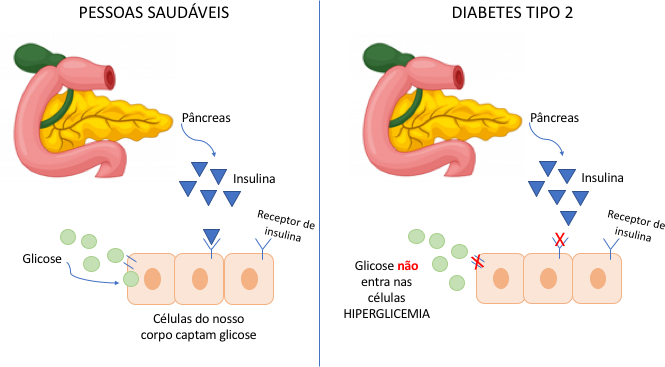 PESSOAS SAUDÁVEIS
Pâncreas
Insulina
Receptor de
insulina
Glicose
Células do nosso
corpo captam glicose
DIABETES TIPO 2
Pâncreas
Insulina
Receptor de
insulina
Glicose não
entra nas
células
HIPERGLICEMIA